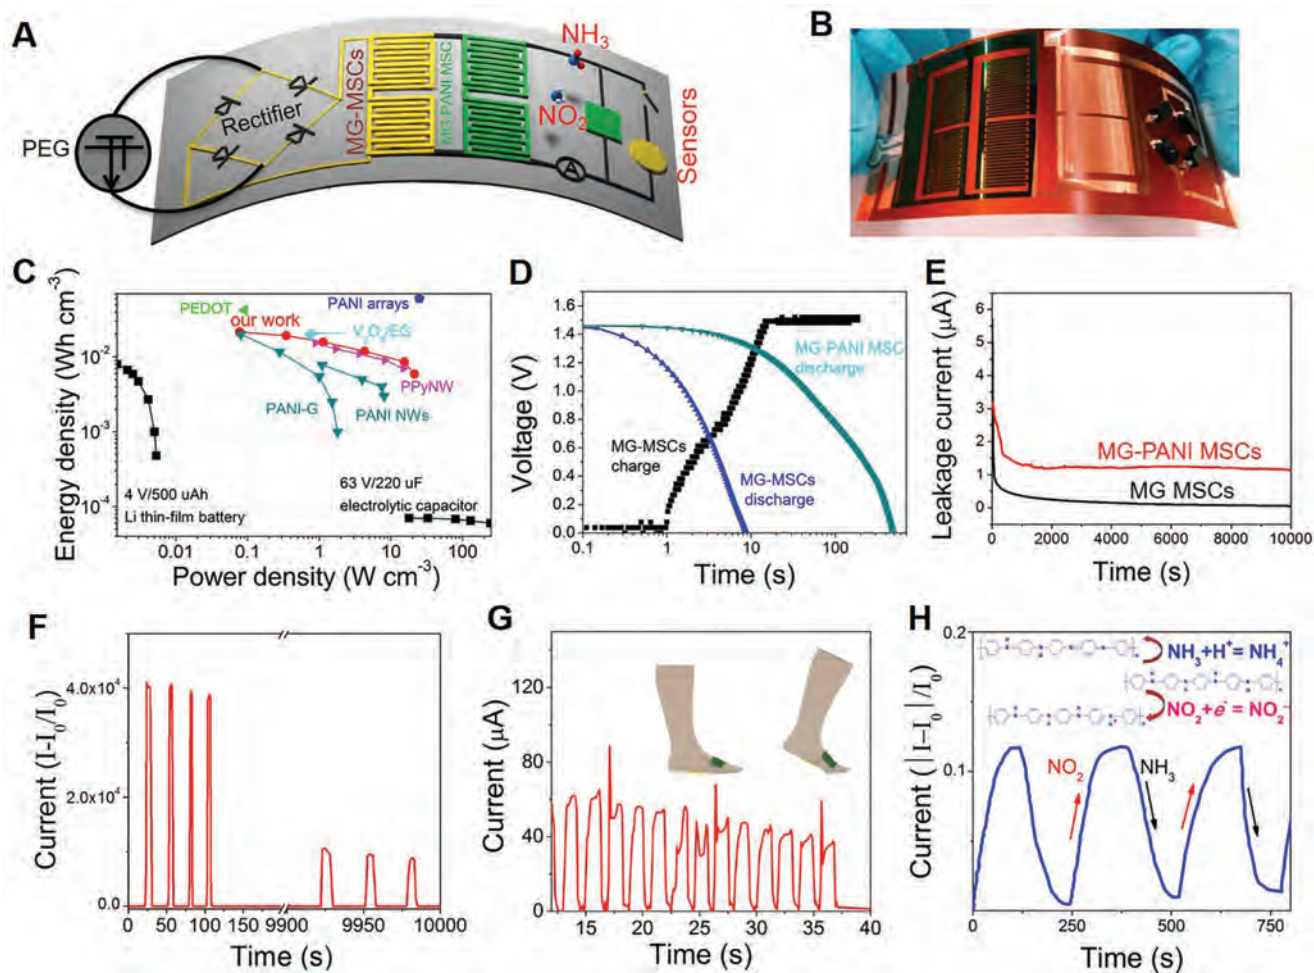 A
PEG
Rectifier
MG-MSCs
MG-PANI MSC
NH3
NO2
A
Sensors
B
C
Energy density (Wh cm-3)
10-2
10-3
10-4
PEDOT
our work
PANI arrays
V2O5/EG
PPyNW
PANI-G
PANI NWs
4 V/500 uAh
Li thin-film battery
63 V/220 uF
electrolytic capacitor
0.01
0.1
1
10
100
Power density (W cm-3)
D
Voltage (V)
1.6
1.4
1.2
1.0
0.8
0.6
0.4
0.2
0.0
MG-PANI MSC
discharge
MG-MSCs
charge
MG-MSCs
discharge
0.1
1
10
100
Time (s)
E
Leakage current (μA)
6
5
4
3
2
1
0
MG-PANI MSCs
MG MSCs
0
2000
4000
6000
8000
10000
Time (s)
F
Current (I-I0/I0)
4.0x104
2.0x104
0.0
0
50
100
150
9900
9950
10000
Time (s)
G
Current (μA)
120
80
40
0
15
20
25
30
35
40
Time (s)
H
Current (|I–I0|/I0)
0.2
0.1
NH3+H+= NH4+
NO2+e-= NO2-
NO2
NH3
0
250
500
750
Time (s)